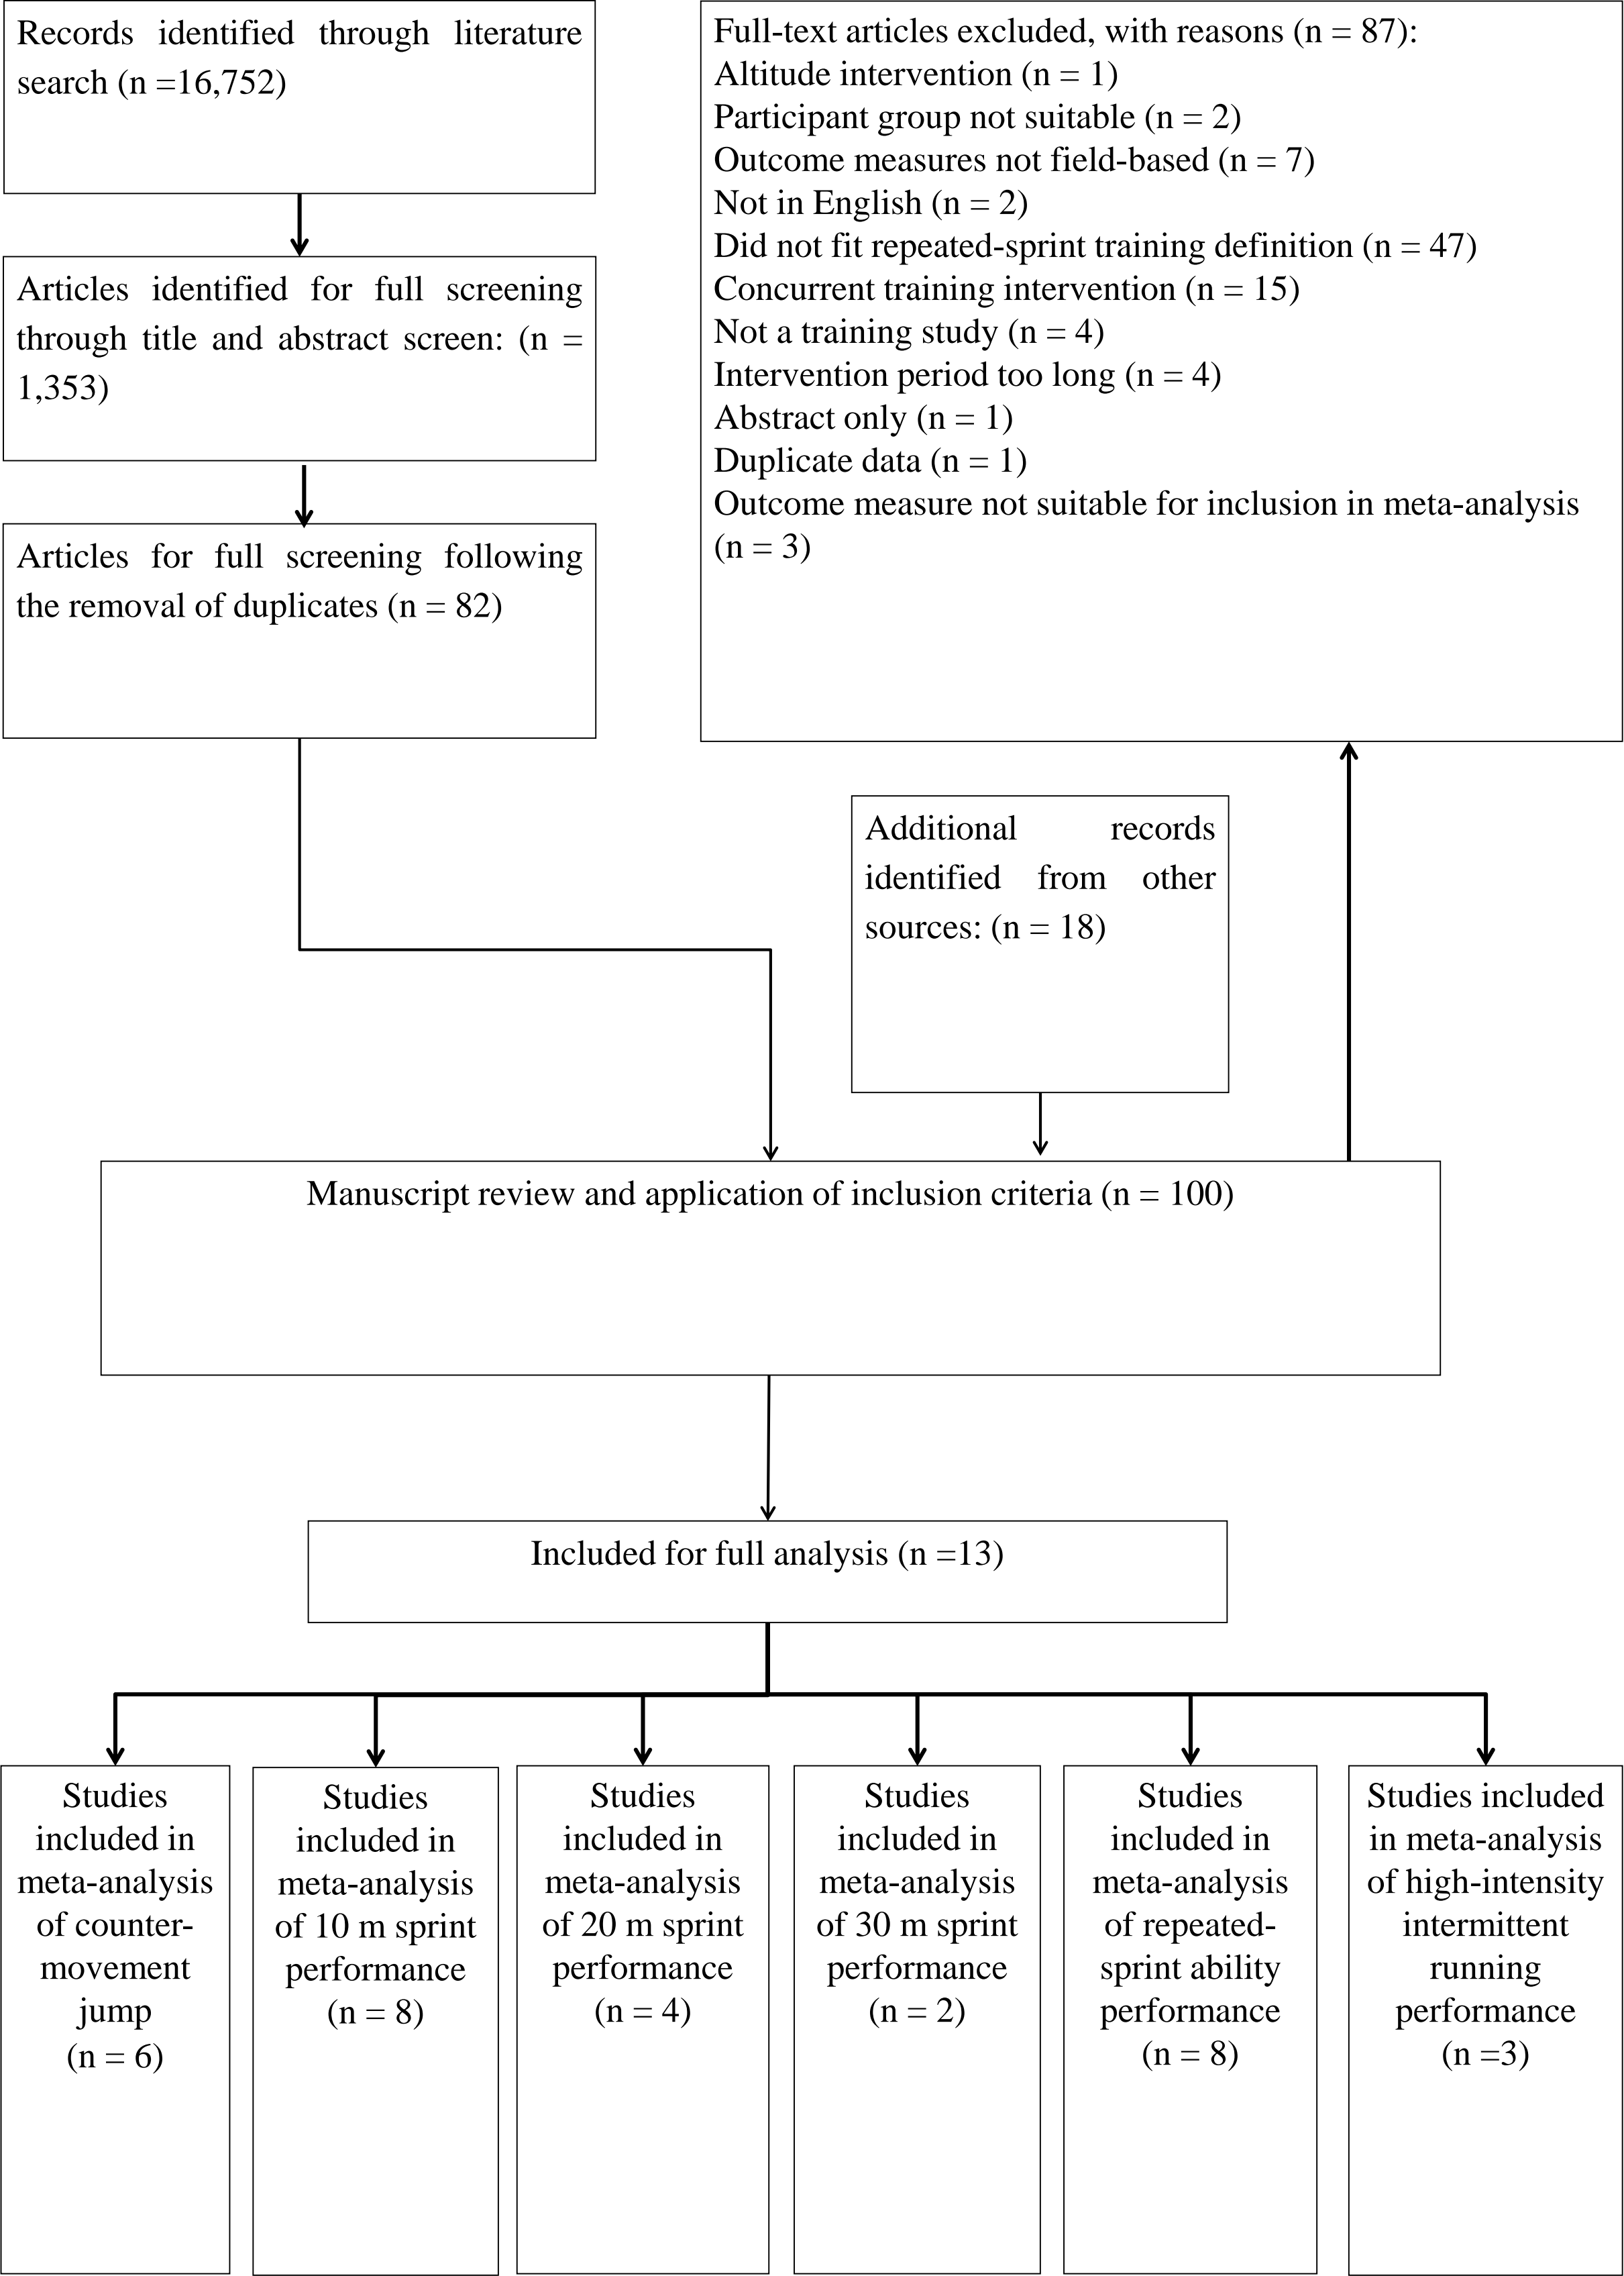 Records identified through literature
search (n =16,752)
Articles identified for full screening
through title and abstract screen: (n =
1,353)
Articles for full screening following
the removal of duplicates (n = 82)
Full-text articles excluded, with reasons (n = 87):
Altitude intervention (n = 1)
Participant group not suitable (n = 2)
Outcome measures not field-based (n = 7)
Not in English (n = 2)
Did not fit repeated-sprint training definition (n = 47)
Concurrent training intervention (n = 15)
Not a training study (n = 4)
Intervention period too long (n = 4)
Abstract only (n = 1)
Duplicate data (n = 1)
Outcome measure not suitable for inclusion in meta-analysis
(n = 3)
Additional records
identified from other
sources: (n = 18)
Manuscript review and application of inclusion criteria (n = 100)
Included for full analysis (n =13)
Studies
included in
meta-analysis
of counter-
movement
jump
(n = 6)
Studies
included in
meta-analysis
of 10 m sprint
performance
(n = 8)
Studies
included in
meta-analysis
of 20 m sprint
performance
(n = 4)
Studies
included in
meta-analysis
of 30 m sprint
performance
(n = 2)
Studies
included in
meta-analysis
of repeated-
sprint ability
performance
(n = 8)
Studies included
in meta-analysis
of high-intensity
intermittent
running
performance
(n =3)